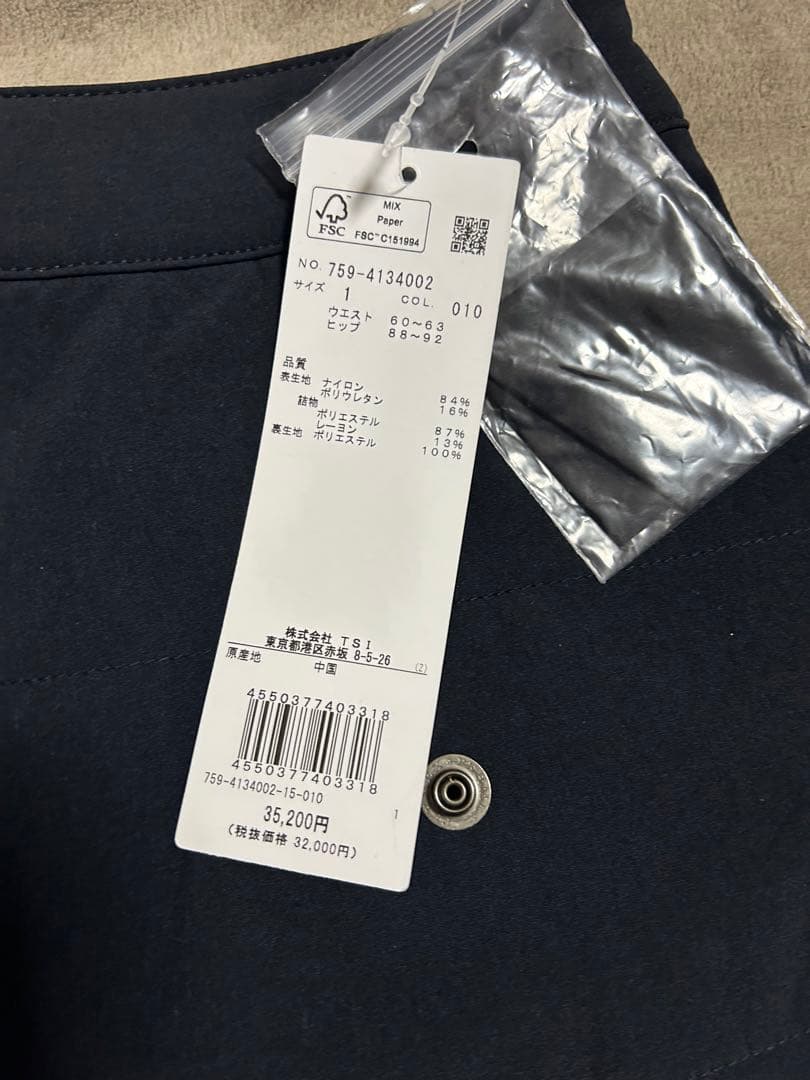 FSC™
MIX
Paper
FSC™C151994
NO. 759-4134002
サイズ 1 COL. 010
ウエスト 60～63
ヒップ 88～92
品質
表生地 ナイロン 84%
ポリウレタン 16%
詰物
ポリエステル 87%
レーヨン 13%
裏生地 ポリエステル 100%
株式会社 TSI
東京都港区赤坂 8-5-26
原産地 中国 (2)
4550377403318
4550377403318
759-4134002-15-010
35,200円 1
(税抜価格 32,000円)